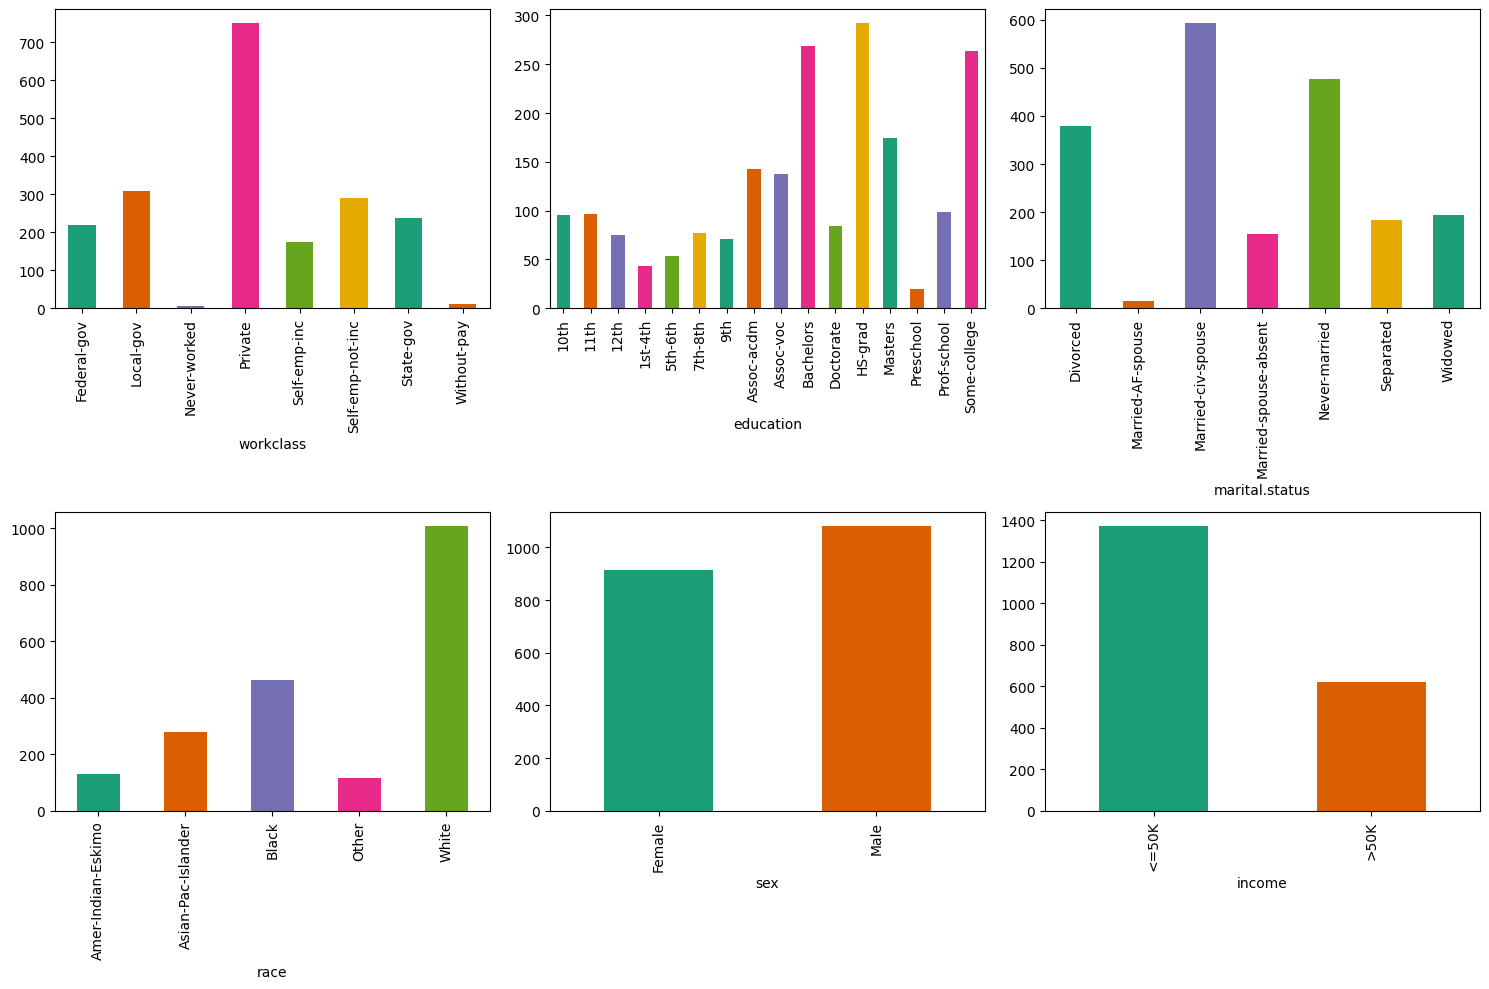 700
600
500
400
300
200
100
0
Federal-gov
Local-gov
Never-worked
Private
Self-emp-inc
Self-emp-not-inc
State-gov
Without-pay
workclass
300
250
200
150
100
50
0
10th
11th
12th
1st-4th
5th-6th
7th-8th
9th
Assoc-acdm
Assoc-voc
Bachelors
Doctorate
HS-grad
Masters
Preschool
Prof-school
Some-college
education
600
500
400
300
200
100
0
Divorced
Married-AF-spouse
Married-civ-spouse
Married-spouse-absent
Never-married
Separated
Widowed
marital.status
1000
800
600
400
200
0
Amer-Indian-Eskimo
Asian-Pac-Islander
Black
Other
White
race
1000
800
600
400
200
0
Female
Male
sex
1400
1200
1000
800
600
400
200
0
<=50K
>50K
income